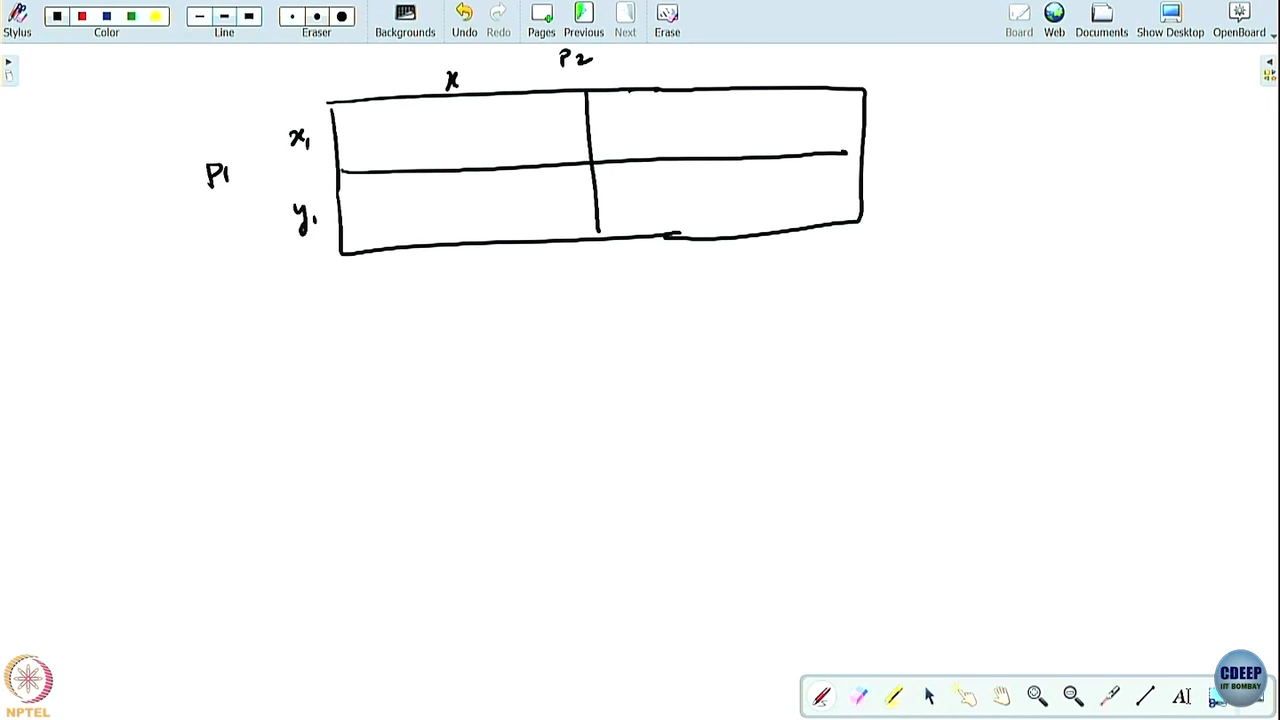 Stylus Color Line Eraser Backgrounds Undo Redo Pages Previous Next Erase Board Web Documents Show Desktop OpenBoard
P2
x
x1
P1
y1
CDEEP
IIT BOMBAY
NPTEL